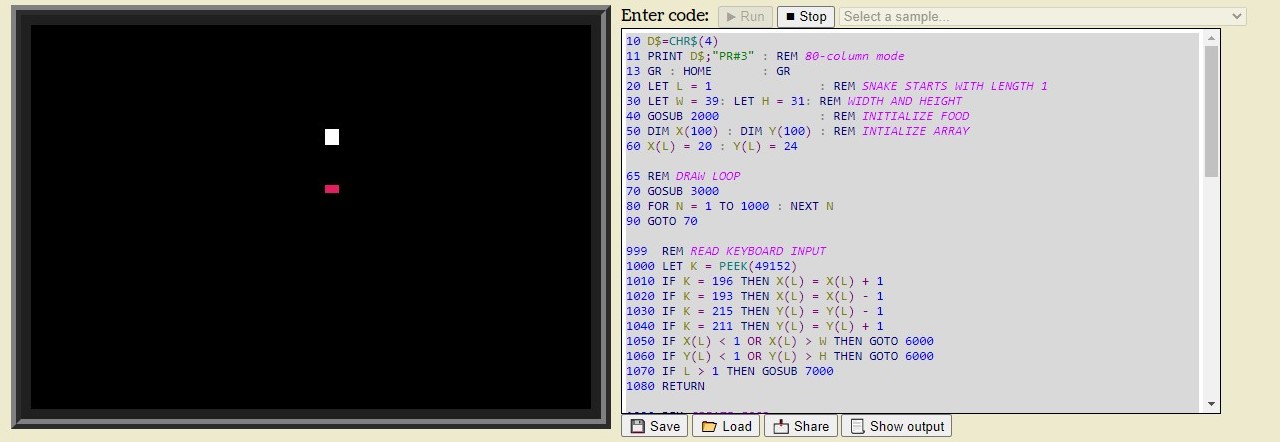 Enter code: ▶ Run ■ Stop Select a sample...
10 D$=CHR$(4)
11 PRINT D$;"PR#3" : REM 80-column mode
13 GR : HOME : GR
20 LET L = 1 : REM SNAKE STARTS WITH LENGTH 1
30 LET W = 39: LET H = 31: REM WIDTH AND HEIGHT
40 GOSUB 2000 : REM INITIALIZE FOOD
50 DIM X(100) : DIM Y(100) : REM INTIALIZE ARRAY
60 X(L) = 20 : Y(L) = 24
65 REM DRAW LOOP
70 GOSUB 3000
80 FOR N = 1 TO 1000 : NEXT N
90 GOTO 70
999 REM READ KEYBOARD INPUT
1000 LET K = PEEK(49152)
1010 IF K = 196 THEN X(L) = X(L) + 1
1020 IF K = 193 THEN X(L) = X(L) - 1
1030 IF K = 215 THEN Y(L) = Y(L) - 1
1040 IF K = 211 THEN Y(L) = Y(L) + 1
1050 IF X(L) < 1 OR X(L) > W THEN GOTO 6000
1060 IF Y(L) < 1 OR Y(L) > H THEN GOTO 6000
1070 IF L > 1 THEN GOSUB 7000
1080 RETURN
Save Load Share Show output